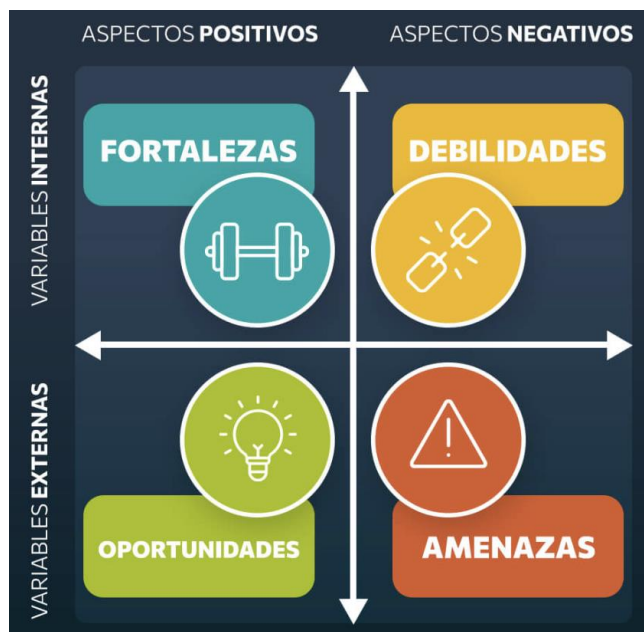 ASPECTOS POSITIVOS
ASPECTOS NEGATIVOS
VARIABLES INTERNAS
FORTALEZAS
DEBILIDADES
VARIABLES EXTERNAS
OPORTUNIDADES
AMENAZAS